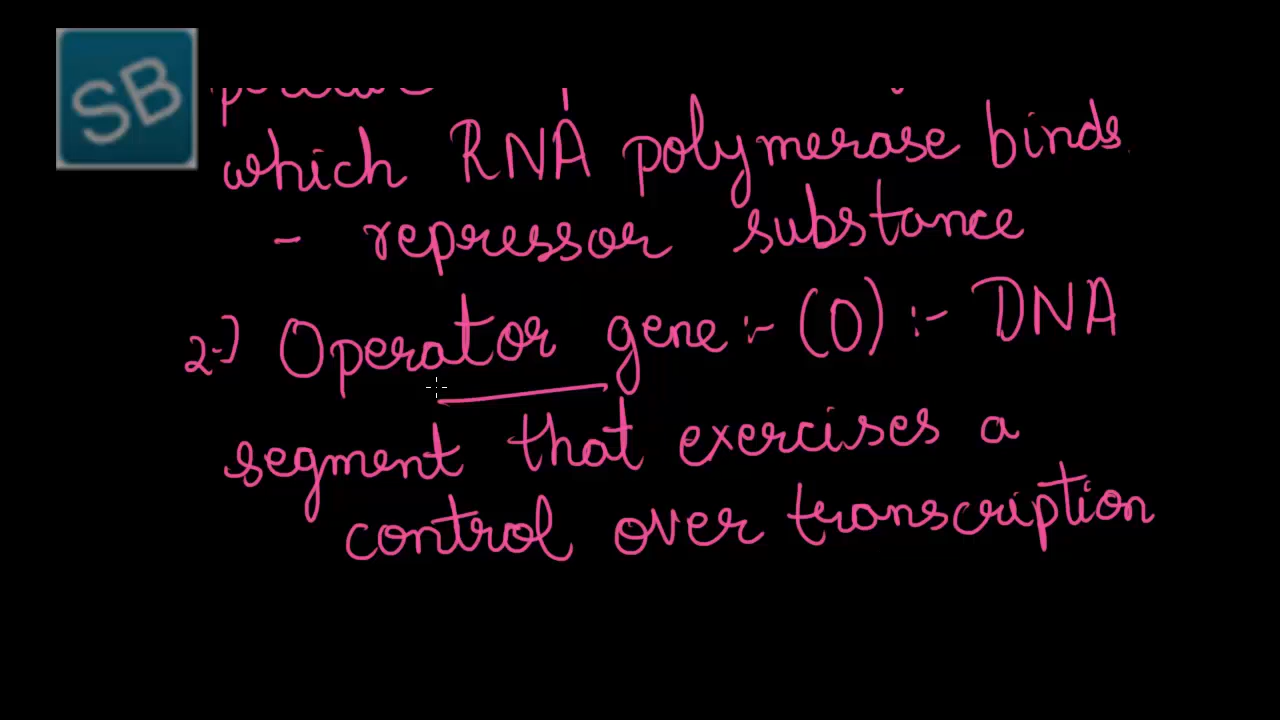 SB
which RNA polymerase binds
- repressor substance
2-) Operator gene :- (O) :- DNA
segment that exercises a
control over transcription